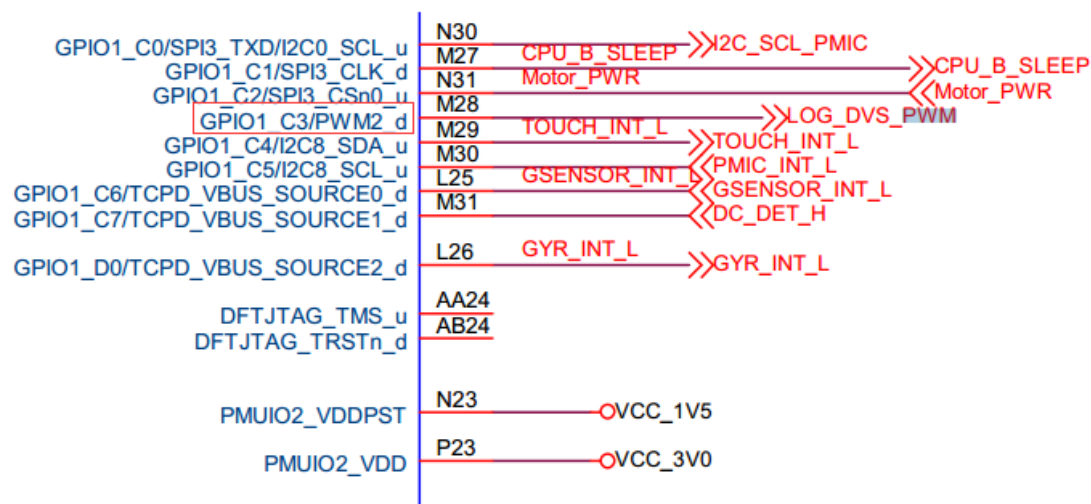 GPIO1_C0/SPI3_TXD/I2C0_SCL_u N30 I2C_SCL_PMIC
GPIO1_C1/SPI3_CLK_d M27 CPU_B_SLEEP CPU_B_SLEEP
GPIO1_C2/SPI3_CSn0_u N31 Motor_PWR Motor_PWR
GPIO1_C3/PWM2_d M28 LOG_DVS_PWM
GPIO1_C4/I2C8_SDA_u M29 TOUCH_INT_L TOUCH_INT_L
GPIO1_C5/I2C8_SCL_u M30 PMIC_INT_L
GPIO1_C6/TCPD_VBUS_SOURCE0_d L25 GSENSOR_INT_L GSENSOR_INT_L
GPIO1_C7/TCPD_VBUS_SOURCE1_d M31 DC_DET_H
GPIO1_D0/TCPD_VBUS_SOURCE2_d L26 GYR_INT_L GYR_INT_L
DFTJTAG_TMS_u AA24
DFTJTAG_TRSTn_d AB24
PMUIO2_VDDPST N23 VCC_1V5
PMUIO2_VDD P23 VCC_3V0